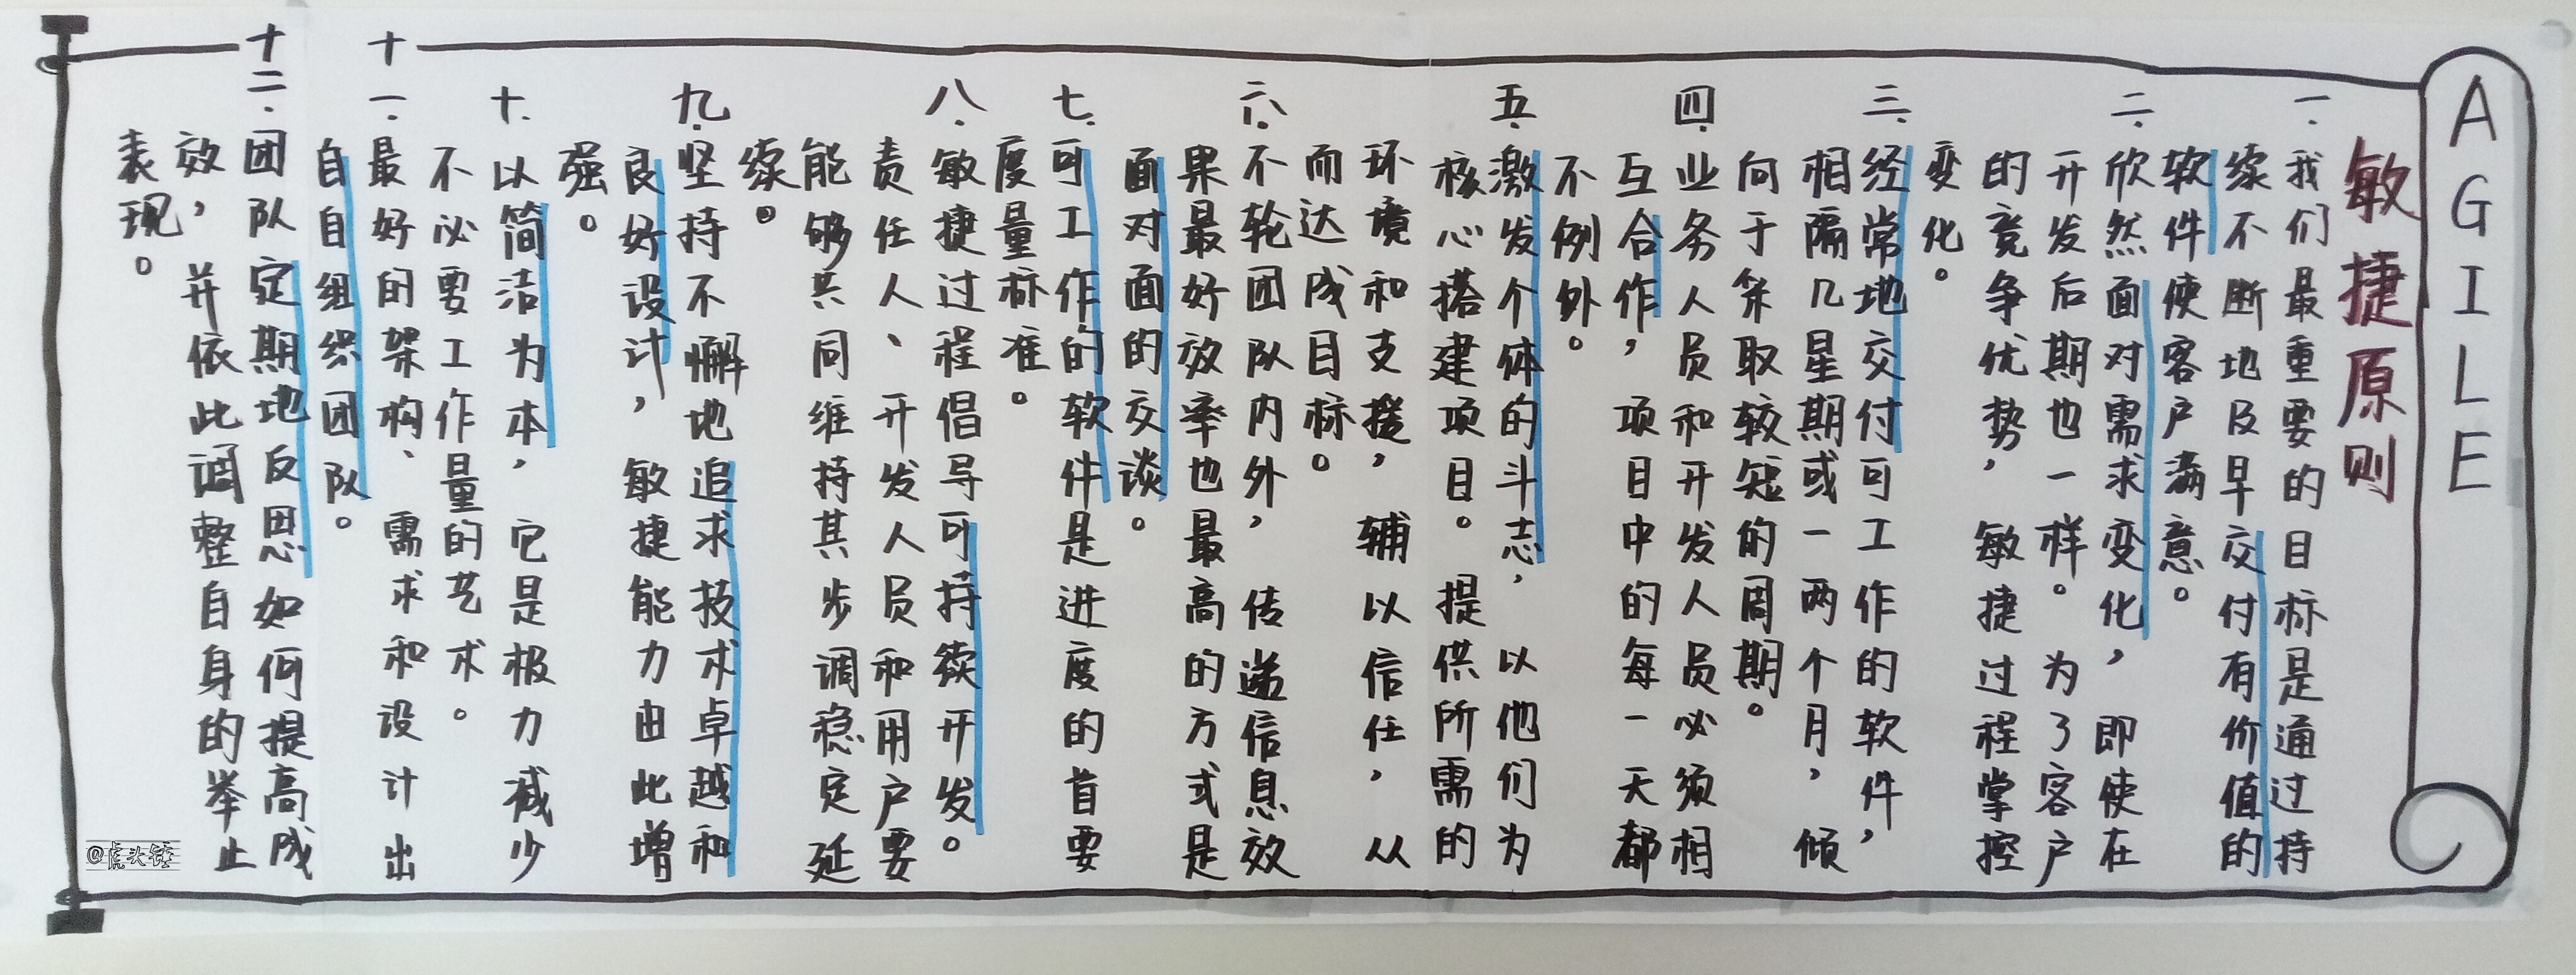 AGILE
敏捷原则
一.我们最重要的目标是通过持
续不断地及早交付有价值的
软件使客户满意。
二.欣然面对需求变化，即使在
开发后期也一样。为了客户
的竞争优势，敏捷过程掌控
变化。
三.经常地交付可工作的软件，
相隔几星期或一两个月，倾
向于采取较短的周期。
四.业务人员和开发人员必须相
互合作，项目中的每一天都
不例外。
五.激发个体的斗志，以他们为
核心搭建项目。提供所需的
环境和支援，辅以信任，从
而达成目标。
六.不轮团队内外，传递信息效
果最好效率也最高的方式是
面对面的交谈。
七.可工作的软件是进度的首要
度量标准。
八.敏捷过程倡导可持续开发。
责任人、开发人员和用户要
能够共同维持其步调稳定延
续。
九.坚持不懈地追求技术卓越和
良好设计，敏捷能力由此增
强。
十.以简洁为本，它是极力减少
不必要工作量的艺术。
十一.最好的架构、需求和设计出
自自组织团队。
十二.团队定期地反思如何提高成
效，并依此调整自身的举止
表现。
@虎头锤